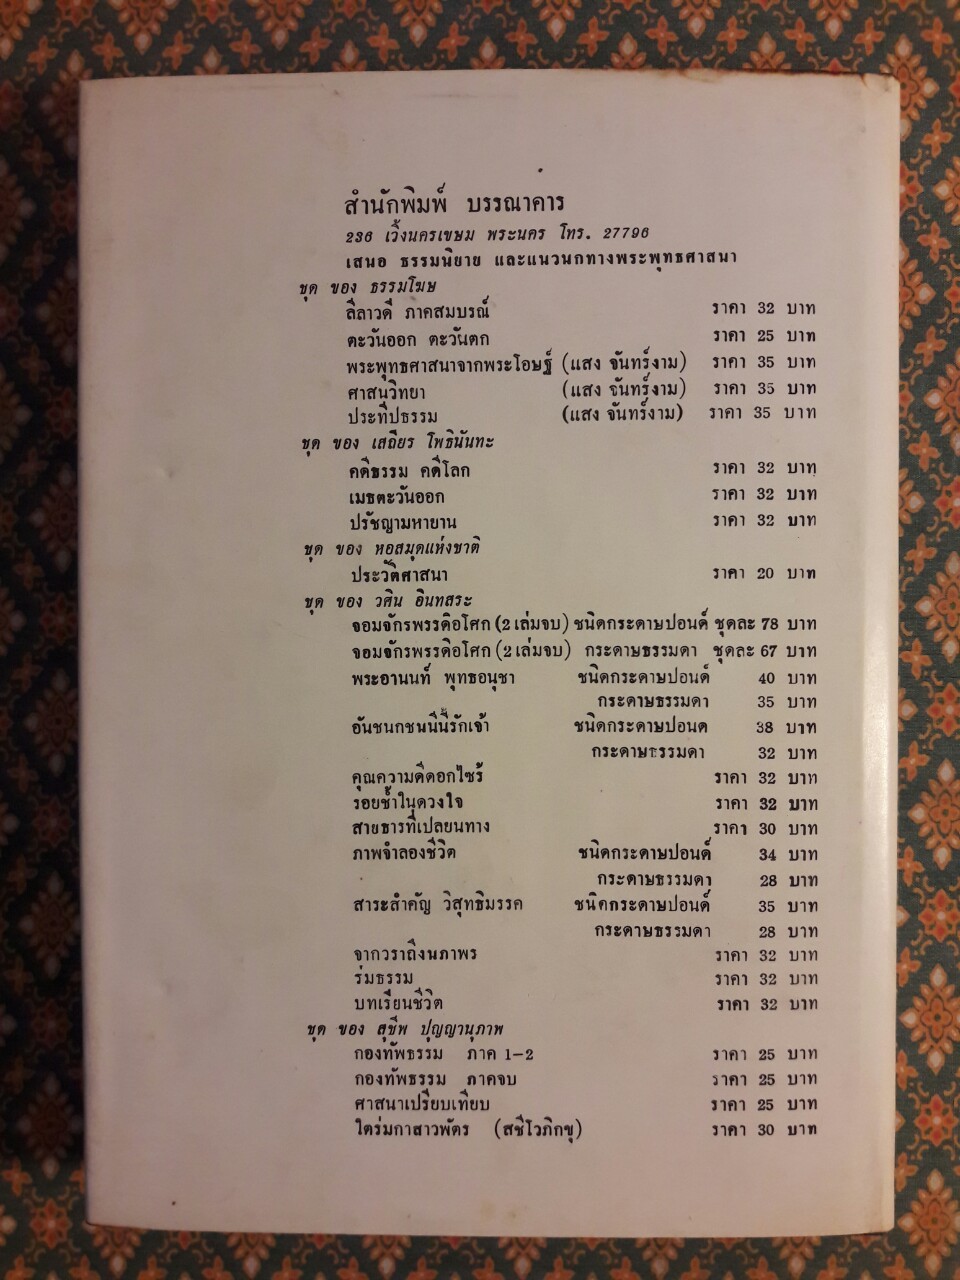 สำนักพิมพ์ บรรณาคาร
236 เวิ้งนครเขษม พระนคร โทร. 27796
เสนอ ธรรมนิยาย และแนวนกทางพระพุทธศาสนา
ชุด ของ ธรรมโฆษ
ลีลาวดี ภาคสมบรณ์ ราคา 32 บาท
ตะวันออก ตะวันตก ราคา 25 บาท
พระพุทธศาสนาจากพระโอษฐ์ (แสง จันทร์งาม) ราคา 35 บาท
ศาสนวิทยา (แสง จันทร์งาม) ราคา 35 บาท
ประทีปธรรม (แสง จันทร์งาม) ราคา 35 บาท
ชุด ของ เสถียร โพธินันทะ
คดีธรรม คดีโลก ราคา 32 บาท
เมธตะวันออก ราคา 32 บาท
ปรัชญามหายาน ราคา 32 บาท
ชุด ของ หอสมุดแห่งชาติ
ประวัติศาสนา ราคา 20 บาท
ชุด ของ วศิน อินทสระ
จอมจักรพรรดิอโศก (2 เล่มจบ) ชนิดกระดาษปอนด์ ชุดละ 78 บาท
จอมจักรพรรดิอโศก (2 เล่มจบ) กระดาษธรรมดา ชุดละ 67 บาท
พระอานนท์ พุทธอนุชา ชนิดกระดาษปอนด์ 40 บาท
กระดาษธรรมดา 35 บาท
อันชนกชนนีนี้รักเจ้า ชนิดกระดาษปอนด 38 บาท
กระดาษธรรมดา 32 บาท
คุณความดีดอกไซร้ ราคา 32 บาท
รอยช้ำในดวงใจ ราคา 32 บาท
สายธารที่เปลยนทาง ราคา 30 บาท
ภาพจำลองชีวิต ชนิดกระดาษปอนด์ 34 บาท
กระดาษธรรมดา 28 บาท
สาระสำคัญ วิสุทธิมรรค ชนิดกระดาษปอนด์ 35 บาท
กระดาษธรรมดา 28 บาท
จากวราถึงนภาพร ราคา 32 บาท
ร่มธรรม ราคา 32 บาท
บทเรียนชีวิต ราคา 32 บาท
ชุด ของ สุชีพ ปุญญานุภาพ
กองทัพธรรม ภาค 1-2 ราคา 25 บาท
กองทัพธรรม ภาคจบ ราคา 25 บาท
ศาสนาเปรียบเทียบ ราคา 25 บาท
ใตร่มกาสาวพัตร (สชีโวภิกขุ) ราคา 30 บาท